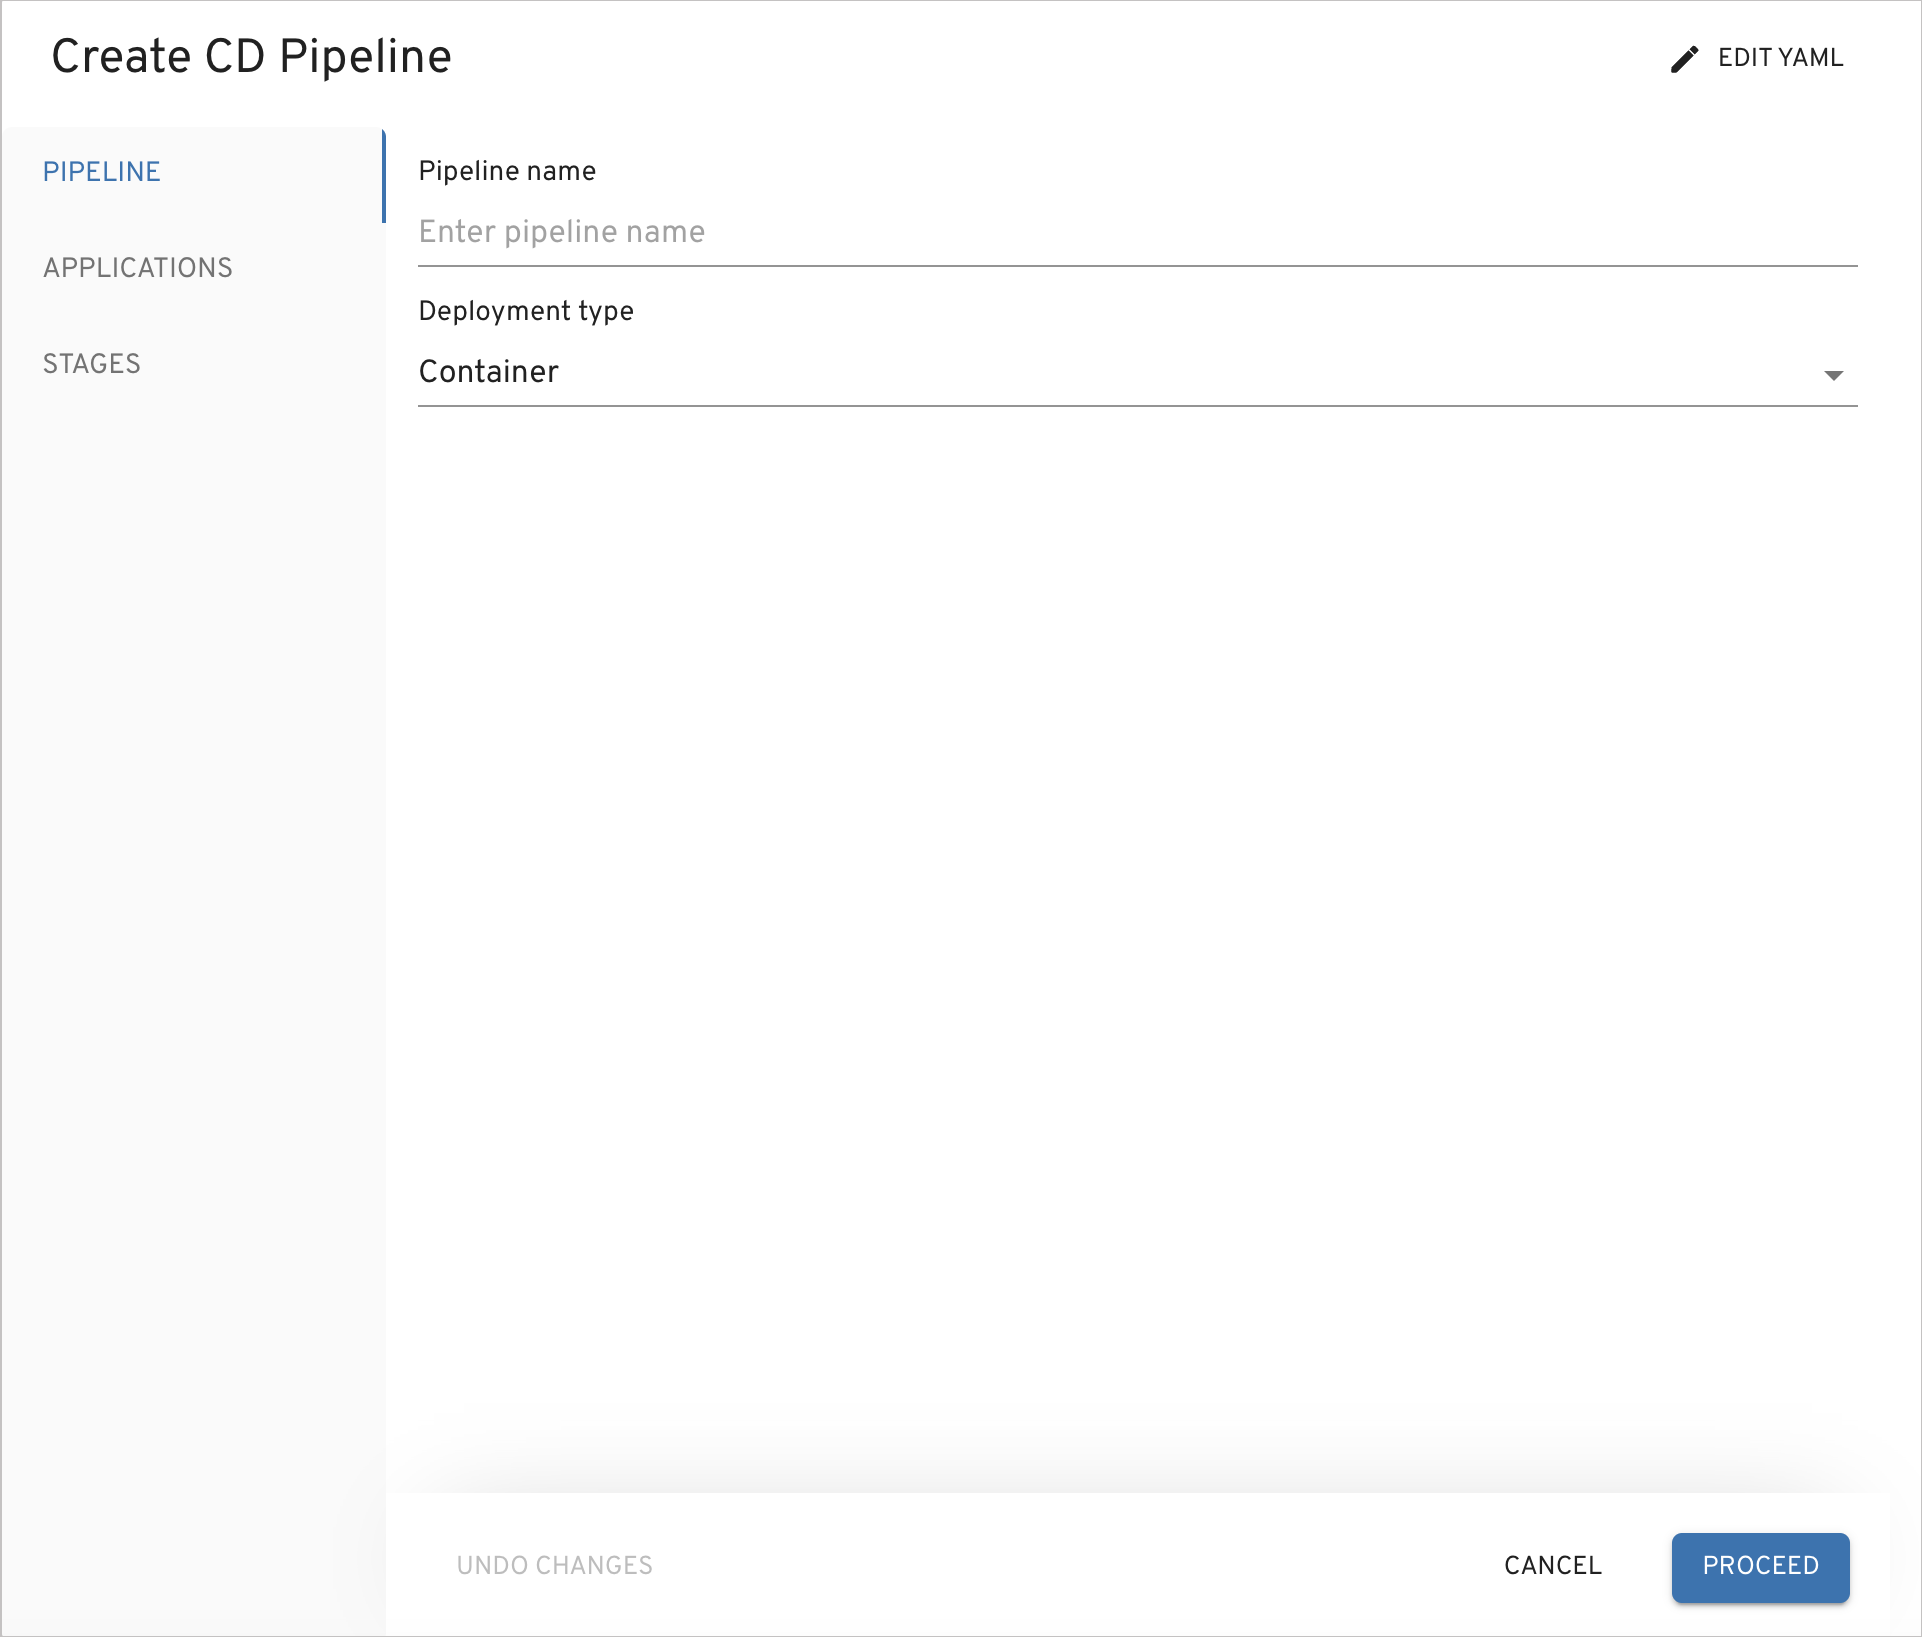 Create CD Pipeline
EDIT YAML
PIPELINE
APPLICATIONS
STAGES
Pipeline name
Enter pipeline name
Deployment type
Container
UNDO CHANGES
CANCEL
PROCEED